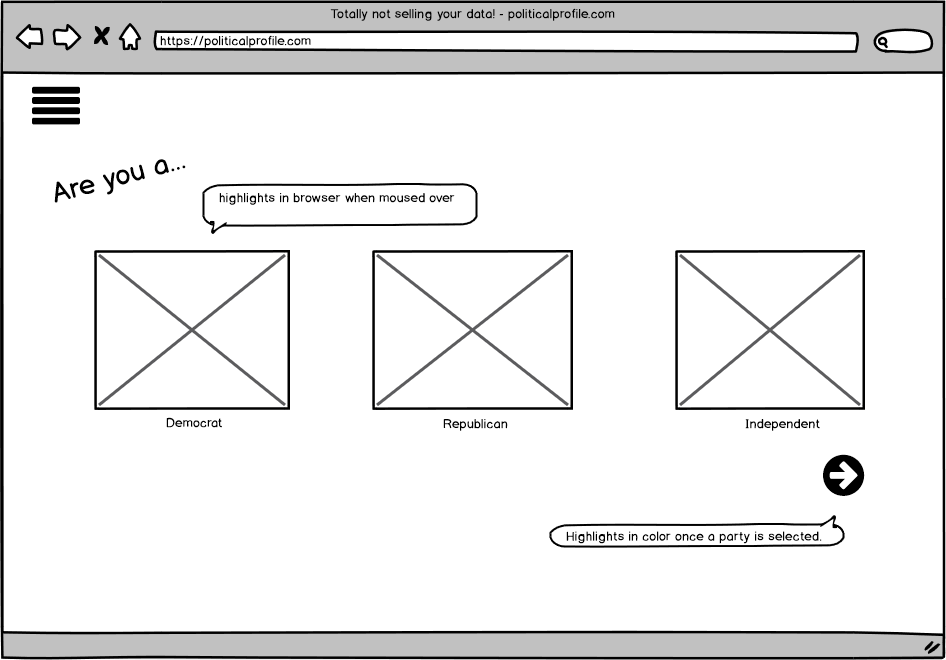 Totally not selling your data! - politicalprofile.com
https://politicalprofile.com
Are you a...
highlights in browser when moused over
Democrat
Republican
Independent
Highlights in color once a party is selected.